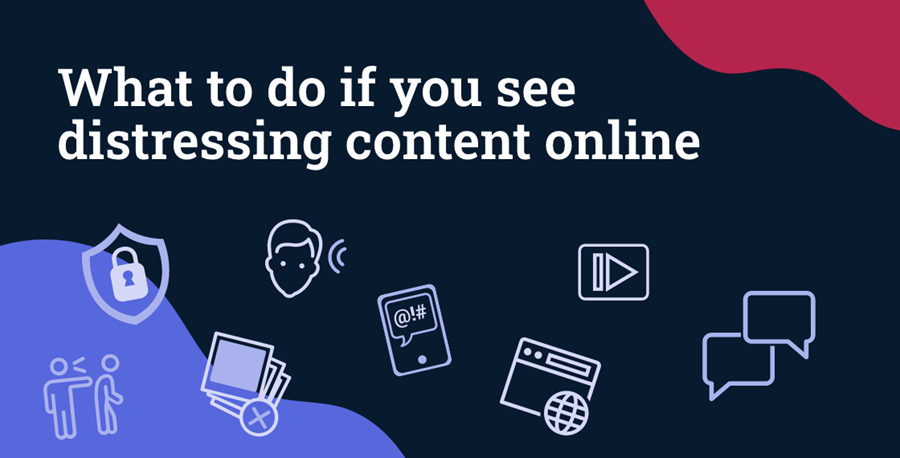 What to do if you see
distressing content online
@!#